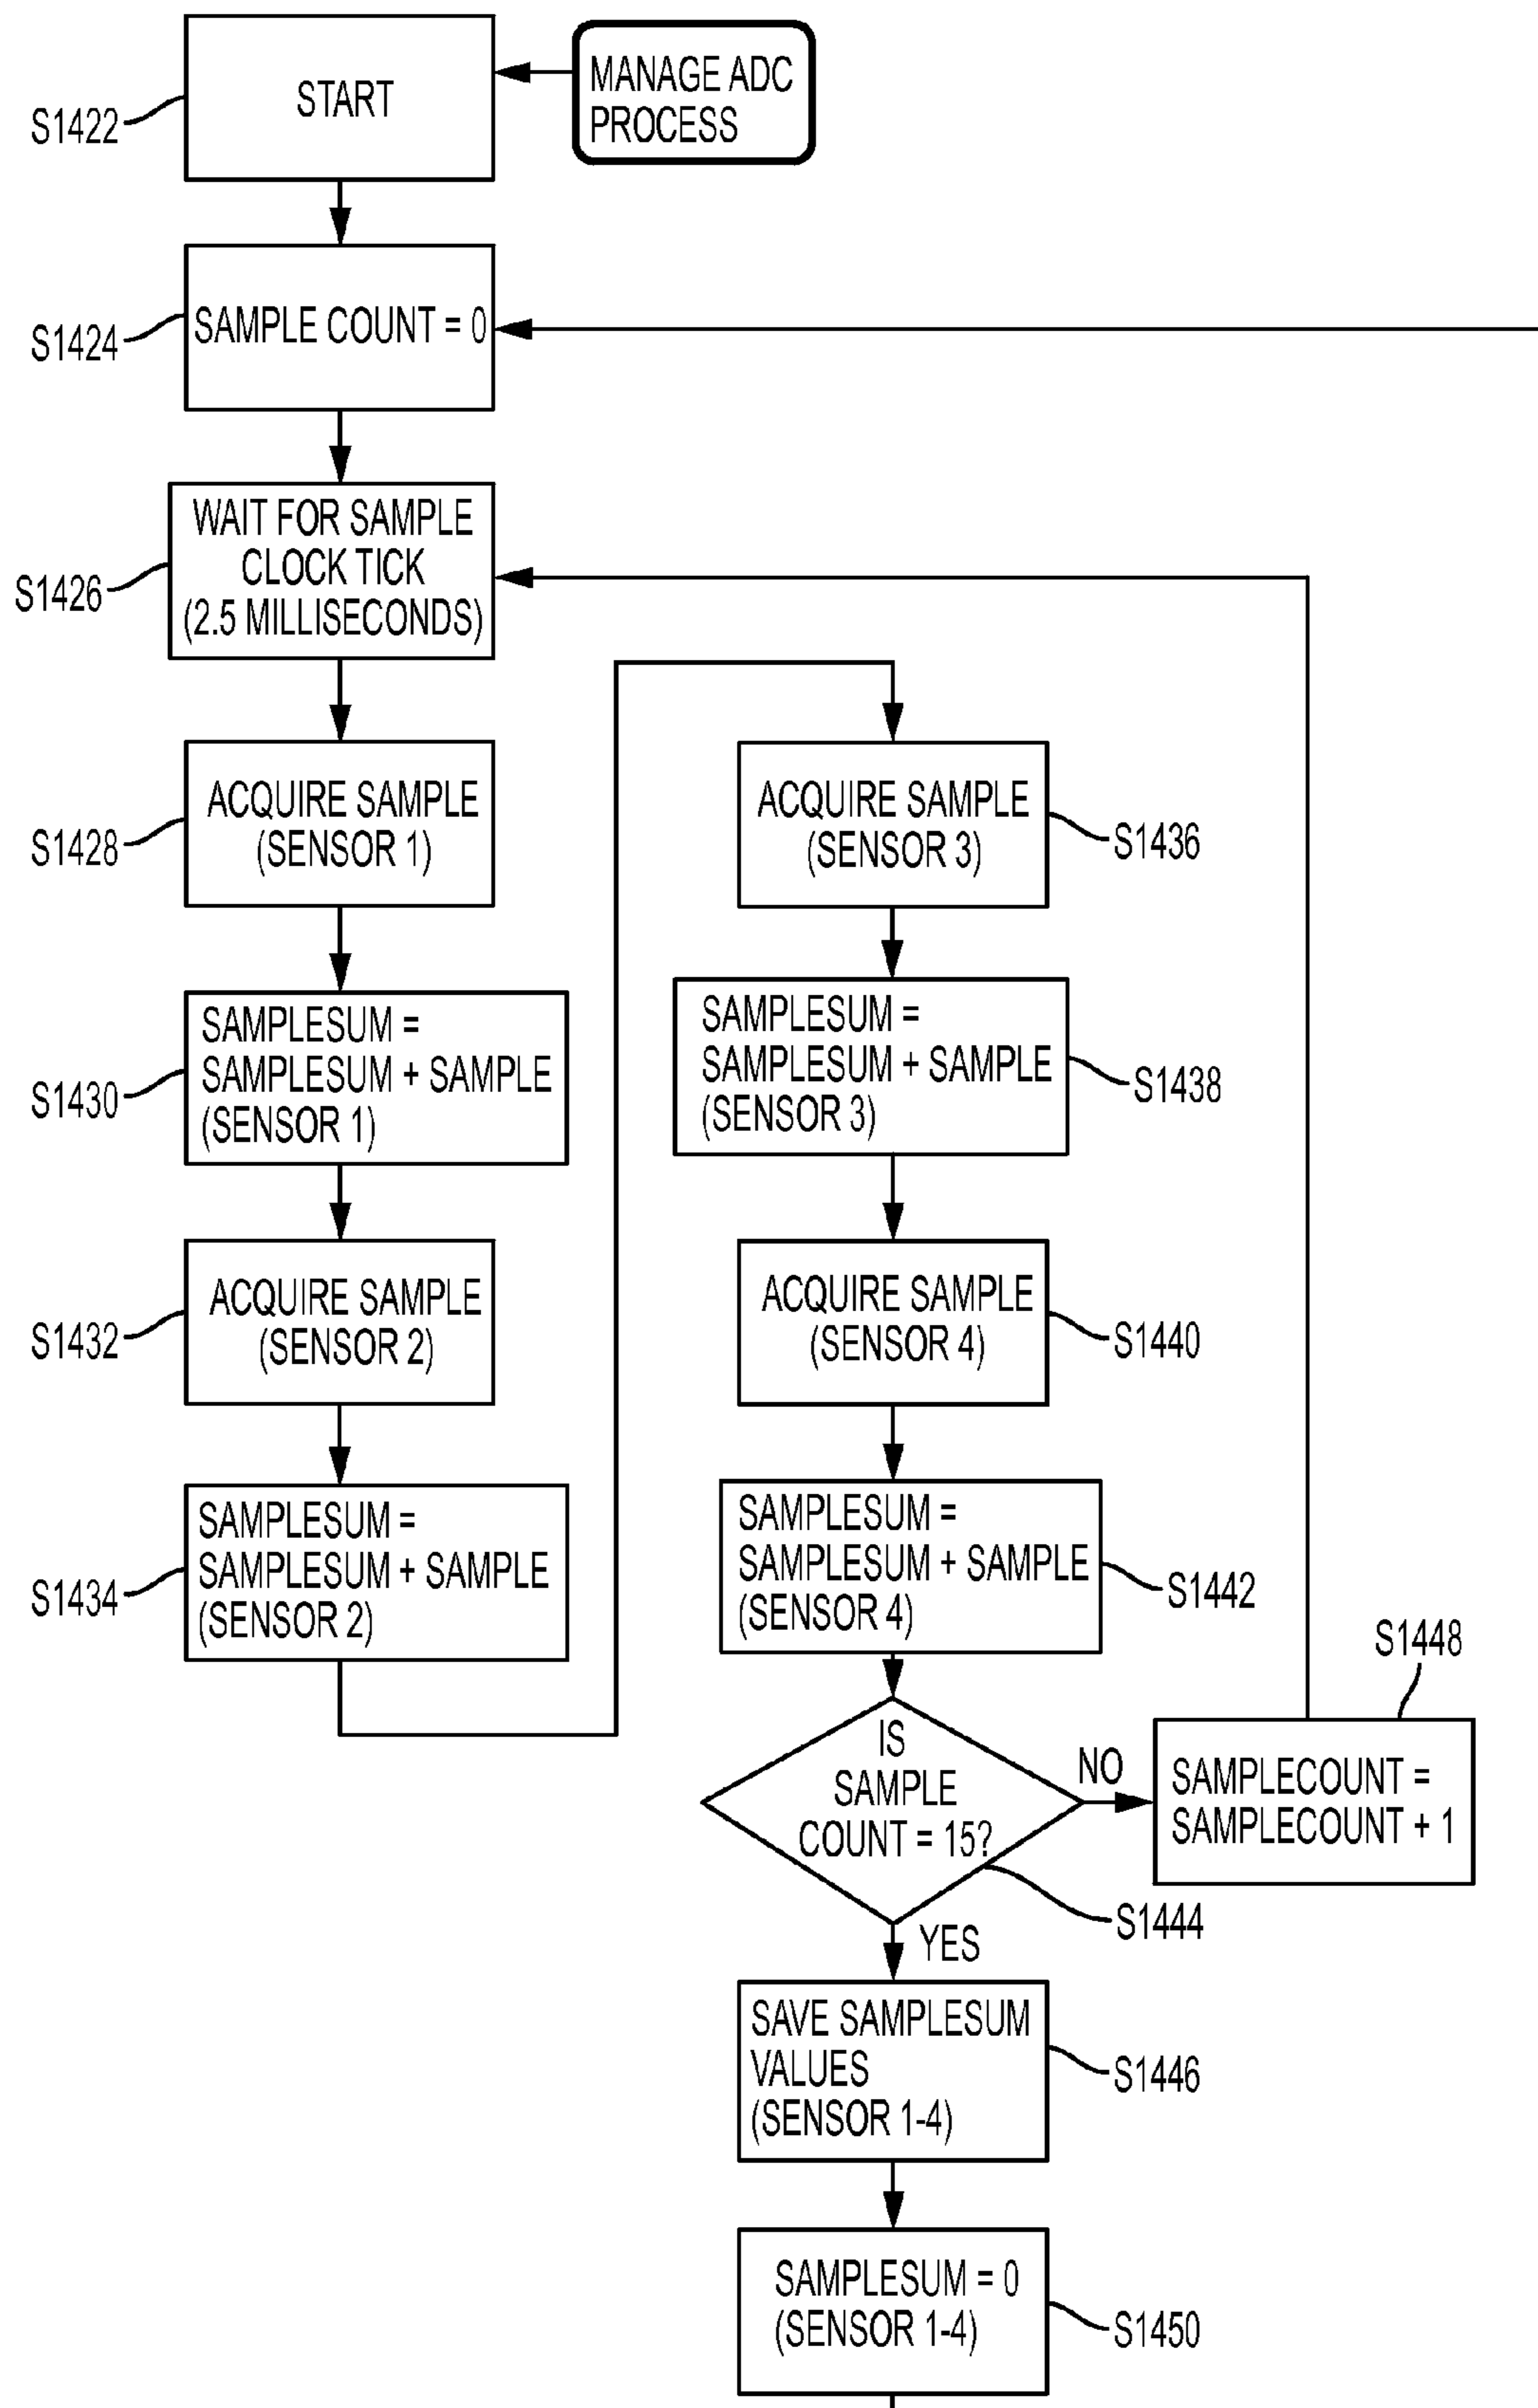 START
MANAGE ADC
PROCESS
S1422
SAMPLE COUNT = 0
S1424
WAIT FOR SAMPLE
CLOCK TICK
(2.5 MILLISECONDS)
S1426
ACQUIRE SAMPLE
(SENSOR 1)
S1428
SAMPLESUM =
SAMPLESUM + SAMPLE
(SENSOR 1)
S1430
ACQUIRE SAMPLE
(SENSOR 2)
S1432
SAMPLESUM =
SAMPLESUM + SAMPLE
(SENSOR 2)
S1434
ACQUIRE SAMPLE
(SENSOR 3)
S1436
SAMPLESUM =
SAMPLESUM + SAMPLE
(SENSOR 3)
S1438
ACQUIRE SAMPLE
(SENSOR 4)
S1440
SAMPLESUM =
SAMPLESUM + SAMPLE
(SENSOR 4)
S1442
IS
SAMPLE
COUNT = 15?
S1444
NO
S1448
SAMPLECOUNT =
SAMPLECOUNT + 1
YES
SAVE SAMPLESUM
VALUES
(SENSOR 1-4)
S1446
SAMPLESUM = 0
(SENSOR 1-4)
S1450